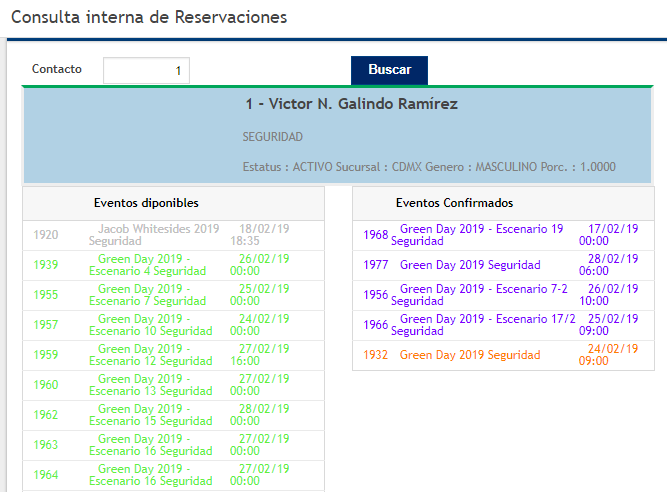 Consulta interna de Reservaciones
Contacto 1 Buscar
1 - Victor N. Galindo Ramírez
SEGURIDAD
Estatus : ACTIVO Sucursal : CDMX Genero : MASCULINO Porc. : 1.0000
Eventos diponibles
1920 Jacob Whitesides 2019 18/02/19
Seguridad 18:35
1939 Green Day 2019 - 26/02/19
Escenario 4 Seguridad 00:00
1955 Green Day 2019 - 25/02/19
Escenario 7 Seguridad 00:00
1957 Green Day 2019 - 24/02/19
Escenario 10 Seguridad 00:00
1959 Green Day 2019 - 27/02/19
Escenario 12 Seguridad 16:00
1960 Green Day 2019 - 27/02/19
Escenario 13 Seguridad 00:00
1962 Green Day 2019 - 28/02/19
Escenario 15 Seguridad 00:00
1963 Green Day 2019 - 27/02/19
Escenario 16 Seguridad 00:00
1964 Green Day 2019 - 27/02/19
Escenario 16 Seguridad 00:00
Eventos Confirmados
1968 Green Day 2019 - Escenario 19 17/02/19
Seguridad 00:00
1977 Green Day 2019 Seguridad 28/02/19
06:00
1956 Green Day 2019 - Escenario 7-2 26/02/19
Seguridad 10:00
1966 Green Day 2019 - Escenario 17/2 25/02/19
Seguridad 09:00
1932 Green Day 2019 Seguridad 24/02/19
09:00